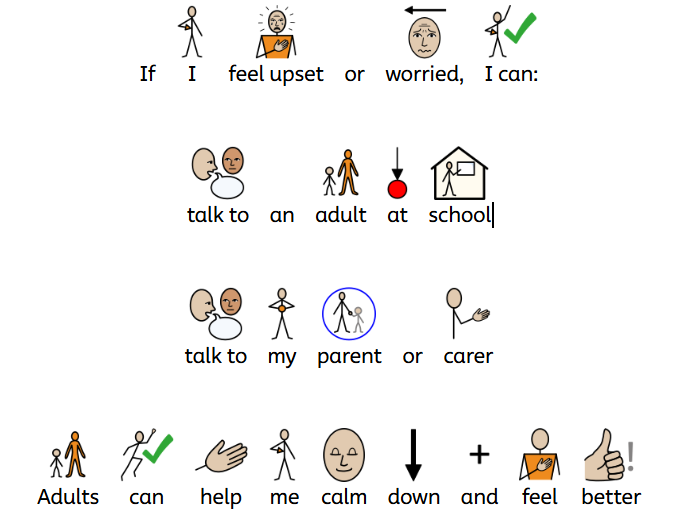 If I feel upset or worried, I can:
talk to an adult at school
talk to my parent or carer
Adults can help me calm down and feel better